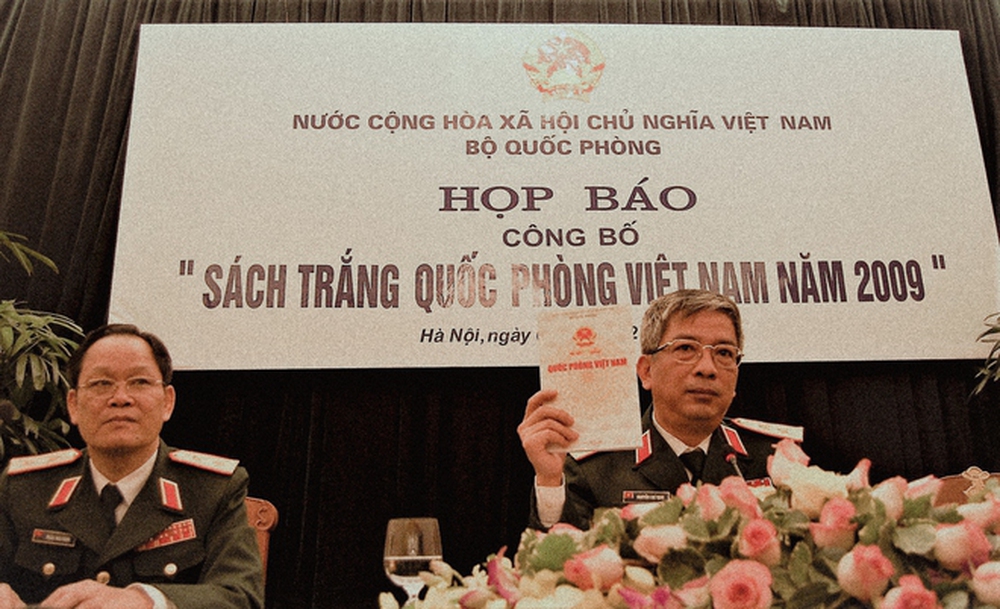 NƯỚC CỘNG HÒA XÃ HỘI CHỦ NGHĨA VIỆT NAM
BỘ QUỐC PHÒNG
HỌP BÁO
CÔNG BỐ
" SÁCH TRẮNG QUỐC PHÒNG VIỆT NAM NĂM 2009 "
Hà Nội, ngày
QUỐC PHÒNG VIỆT NAM